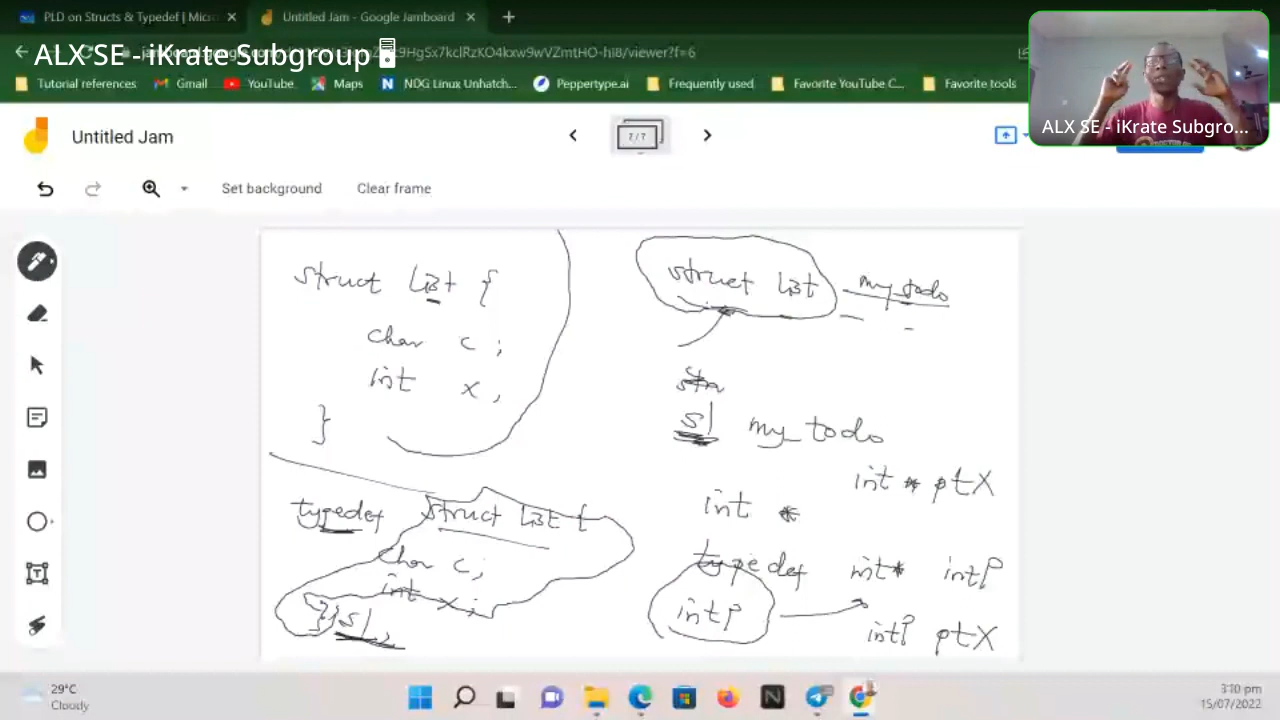 PLD on Structs & Typedef | Micr
Untitled Jam - Google Jamboard
ALX SE - iKrate Subgroup
Tutorial references
Gmail
YouTube
Maps
NDG Linux Unhatch...
Peppertype.ai
Frequently used
Favorite YouTube C...
Favorite tools
ALX SE - iKrate Subgro...
Untitled Jam
7 / 7
Set background
Clear frame
struct list {
char c ;
int x ,
}
struct list my_todo
sl my_todo
int * ptX
int *
typedef int* intP
intP
intP ptX
typedef struct list {
char c;
int x;
} sl,
29°C
Cloudy
3:10 pm
15/07/2022